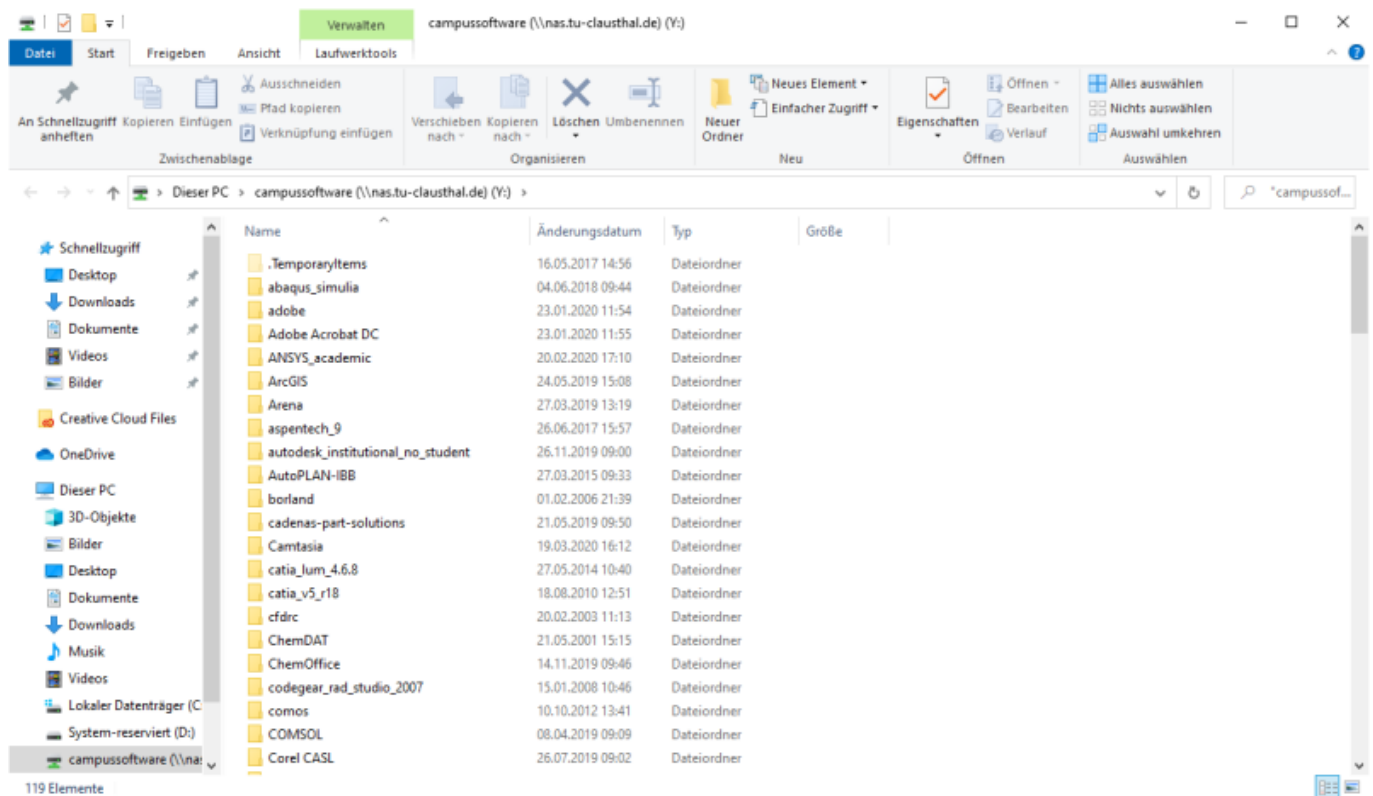 Verwalten campussoftware (\\nas.tu-clausthal.de) (Y:)
Datei Start Freigeben Ansicht Laufwerktools
An Schnellzugriff anheften
Kopieren
Einfügen
Ausschneiden
Pfad kopieren
Verknüpfung einfügen
Zwischenablage
Verschieben nach
Kopieren nach
Löschen
Umbenennen
Organisieren
Neuer Ordner
Neues Element
Einfacher Zugriff
Neu
Eigenschaften
Öffnen
Bearbeiten
Verlauf
Öffnen
Alles auswählen
Nichts auswählen
Auswahl umkehren
Auswählen
Dieser PC > campussoftware (\\nas.tu-clausthal.de) (Y:) >
"campussof...
Schnellzugriff
Desktop
Downloads
Dokumente
Videos
Bilder
Creative Cloud Files
OneDrive
Dieser PC
3D-Objekte
Bilder
Desktop
Dokumente
Downloads
Musik
Videos
Lokaler Datenträger (C
System-reserviert (D:)
campussoftware (\\nas
Name Änderungsdatum Typ Größe
.TemporaryItems 16.05.2017 14:56 Dateiordner
abaqus_simulia 04.06.2018 09:44 Dateiordner
adobe 23.01.2020 11:54 Dateiordner
Adobe Acrobat DC 23.01.2020 11:55 Dateiordner
ANSYS_academic 20.02.2020 17:10 Dateiordner
ArcGIS 24.05.2019 15:08 Dateiordner
Arena 27.03.2019 13:19 Dateiordner
aspentech_9 26.06.2017 15:57 Dateiordner
autodesk_institutional_no_student 26.11.2019 09:00 Dateiordner
AutoPLAN-IBB 27.03.2015 09:33 Dateiordner
borland 01.02.2006 21:39 Dateiordner
cadenas-part-solutions 21.05.2019 09:50 Dateiordner
Camtasia 19.03.2020 16:12 Dateiordner
catia_lum_4.6.8 27.05.2014 10:40 Dateiordner
catia_v5_r18 18.08.2010 12:51 Dateiordner
cfdrc 20.02.2003 11:13 Dateiordner
ChemDAT 21.05.2001 15:15 Dateiordner
ChemOffice 14.11.2019 09:46 Dateiordner
codegear_rad_studio_2007 15.01.2008 10:46 Dateiordner
comos 10.10.2012 13:41 Dateiordner
COMSOL 08.04.2019 09:09 Dateiordner
Corel CASL 26.07.2019 09:02 Dateiordner
119 Elemente